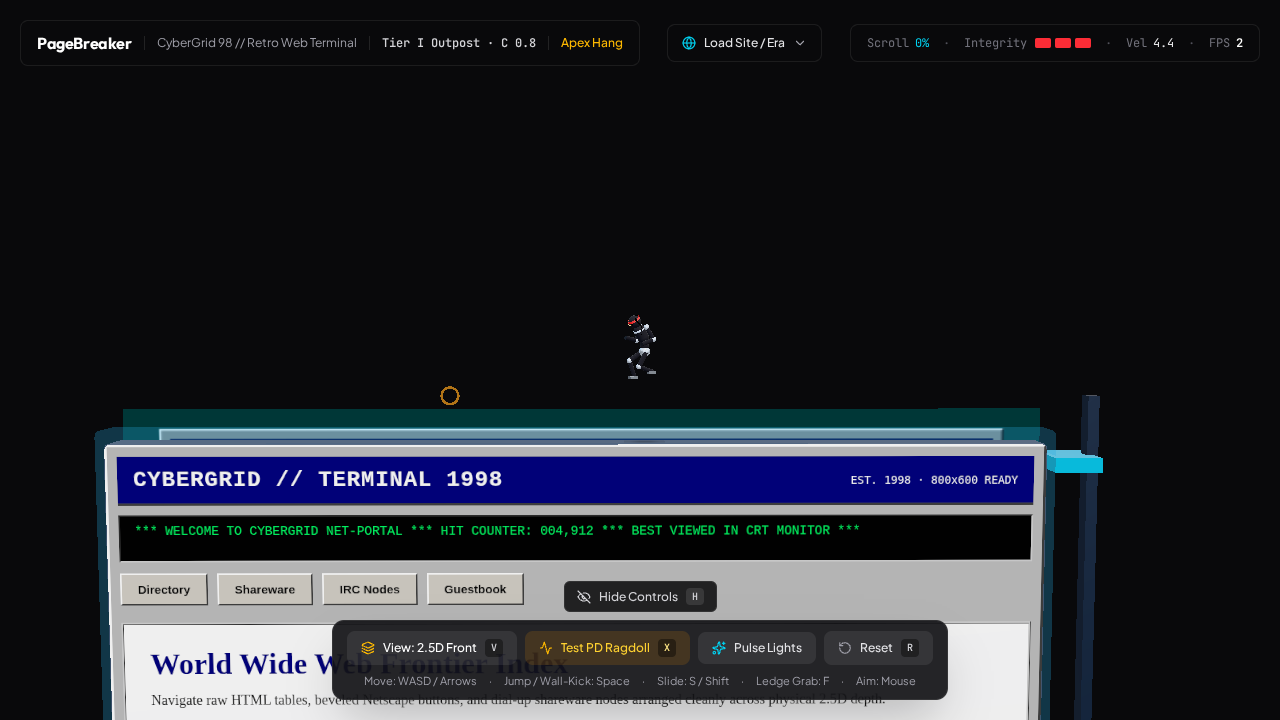 PageBreaker CyberGrid 98 // Retro Web Terminal Tier I Outpost · C 0.8 Apex Hang Load Site / Era Scroll 0% · Integrity · Vel 4.4 · FPS 2
CYBERGRID // TERMINAL 1998 EST. 1998 · 800x600 READY
*** WELCOME TO CYBERGRID NET-PORTAL *** HIT COUNTER: 004,912 *** BEST VIEWED IN CRT MONITOR ***
Directory Shareware IRC Nodes Guestbook
Hide Controls H
View: 2.5D Front V Test PD Ragdoll X Pulse Lights Reset R
World Wide Web Frontier Index
Move: WASD / Arrows · Jump / Wall-Kick: Space · Slide: S / Shift · Ledge Grab: F · Aim: Mouse
Navigate raw HTML tables, beveled Netscape buttons, and dial-up shareware nodes arranged cleanly across physical 2.5D depth.